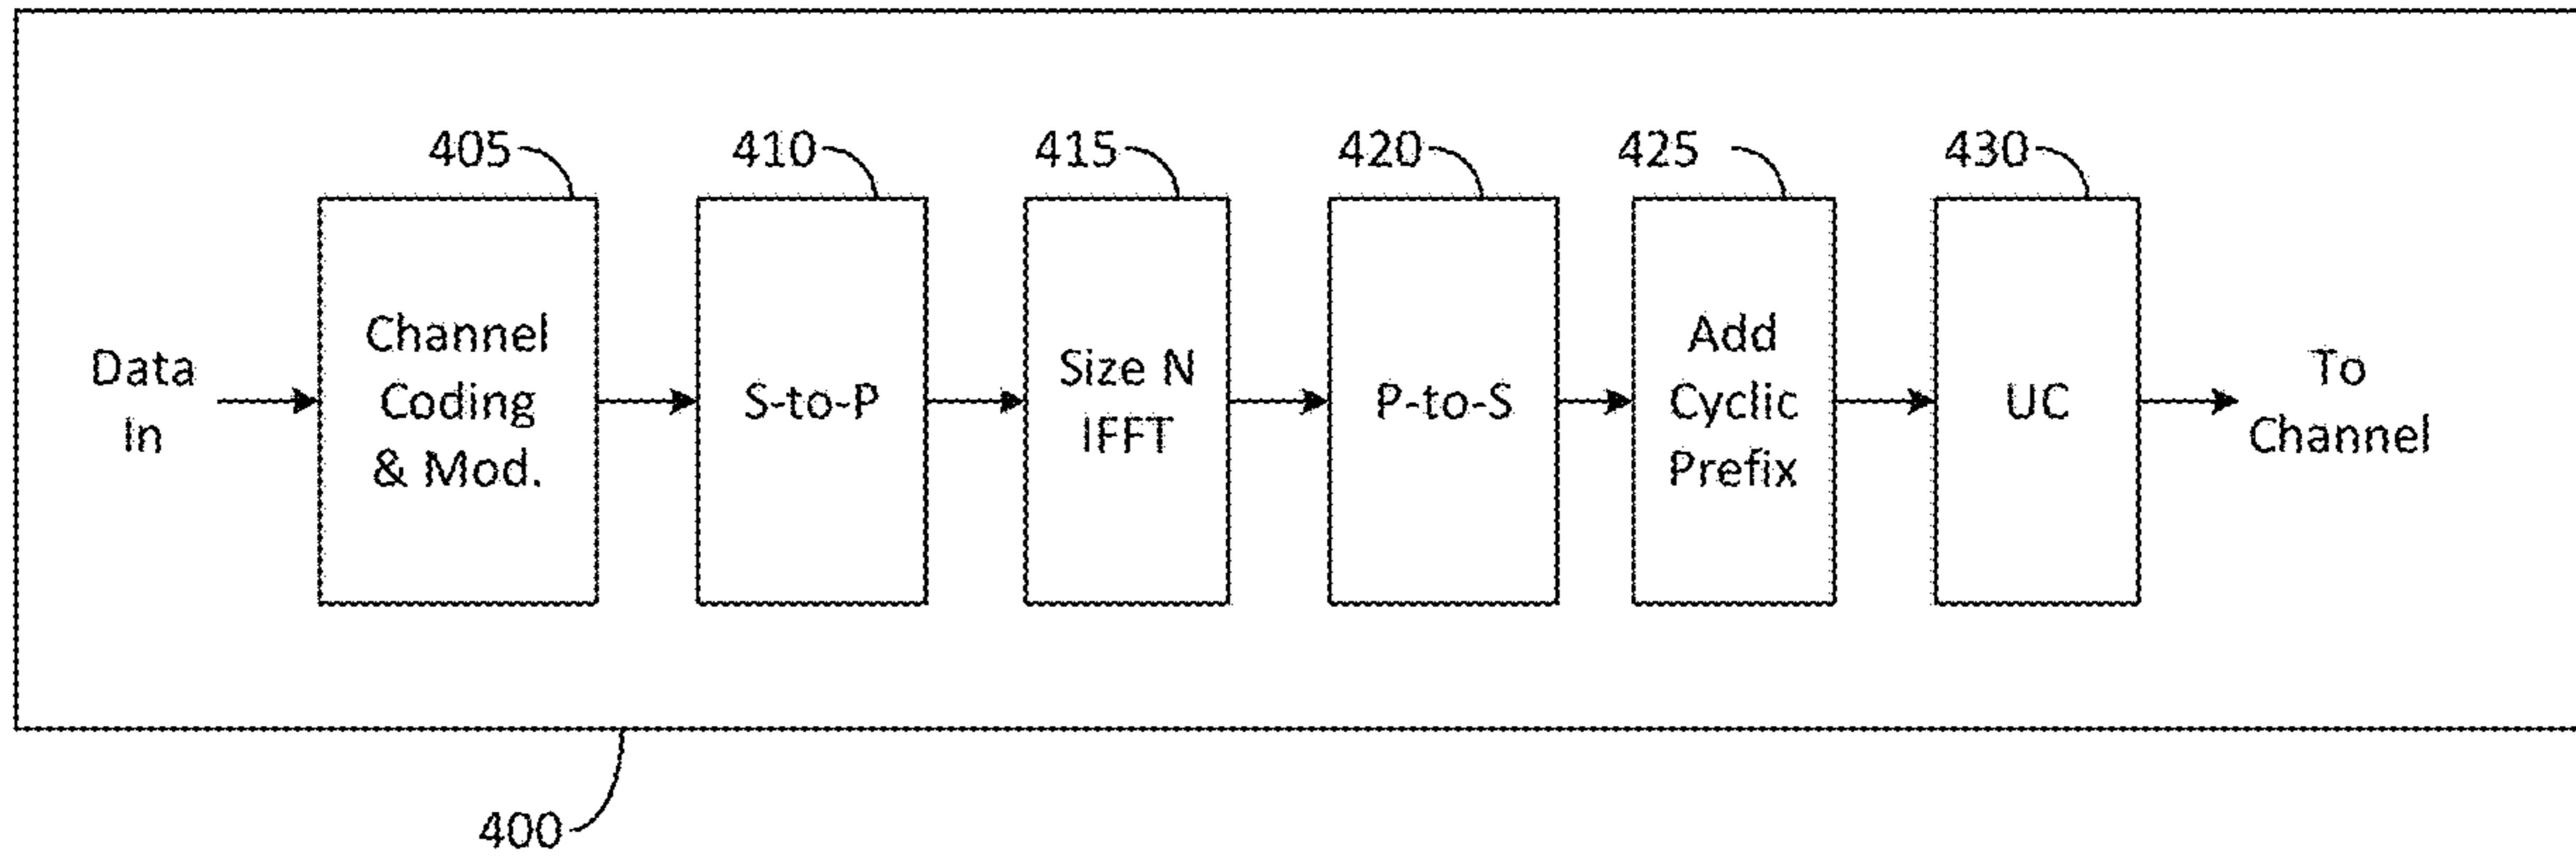 405
410
415
420
425
430
Data
In
Channel
Coding
& Mod.
S-to-P
Size N
IFFT
P-to-S
Add
Cyclic
Prefix
UC
To
Channel
400